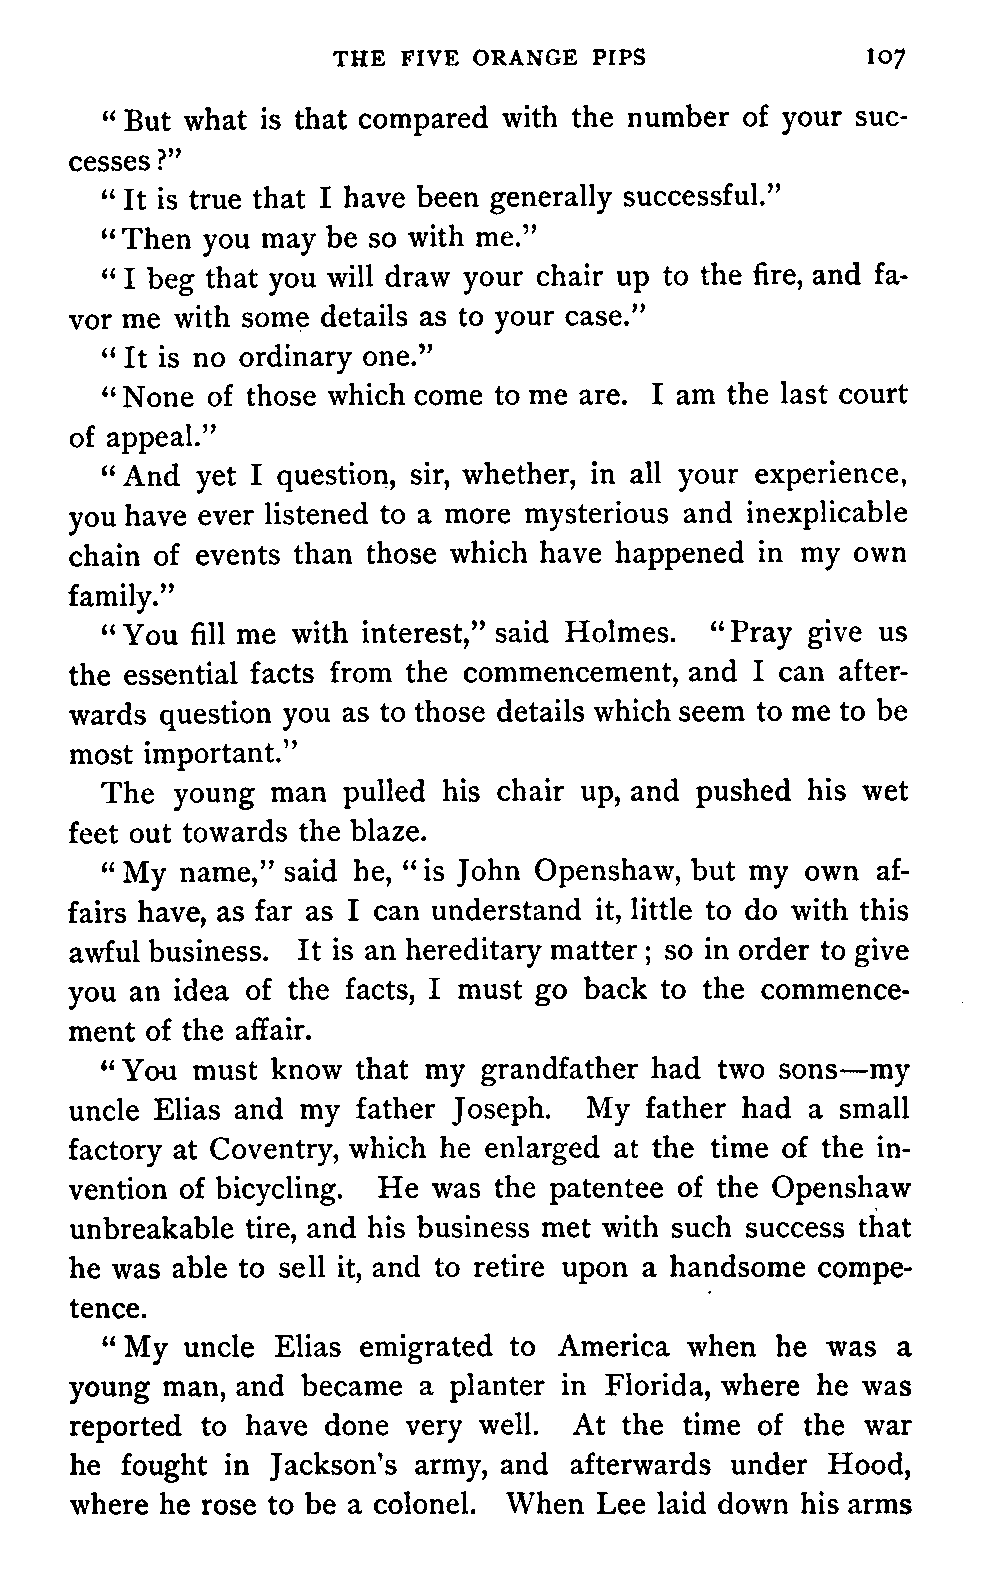 THE FIVE ORANGE PIPS 107
“ But what is that compared with the number of your suc-
cesses ?”
“ It is true that I have been generally successful.”
“ Then you may be so with me.”
“ I beg that you will draw your chair up to the fire, and fa-
vor me with some details as to your case.”
“ It is no ordinary one.”
“ None of those which come to me are. I am the last court
of appeal.”
“ And yet I question, sir, whether, in all your experience,
you have ever listened to a more mysterious and inexplicable
chain of events than those which have happened in my own
family.”
“ You fill me with interest,” said Holmes. “ Pray give us
the essential facts from the commencement, and I can after-
wards question you as to those details which seem to me to be
most important.”
The young man pulled his chair up, and pushed his wet
feet out towards the blaze.
“ My name,” said he, “ is John Openshaw, but my own af-
fairs have, as far as I can understand it, little to do with this
awful business. It is an hereditary matter ; so in order to give
you an idea of the facts, I must go back to the commence-
ment of the affair.
“ You must know that my grandfather had two sons—my
uncle Elias and my father Joseph. My father had a small
factory at Coventry, which he enlarged at the time of the in-
vention of bicycling. He was the patentee of the Openshaw
unbreakable tire, and his business met with such success that
he was able to sell it, and to retire upon a handsome compe-
tence.
“ My uncle Elias emigrated to America when he was a
young man, and became a planter in Florida, where he was
reported to have done very well. At the time of the war
he fought in Jackson’s army, and afterwards under Hood,
where he rose to be a colonel. When Lee laid down his arms